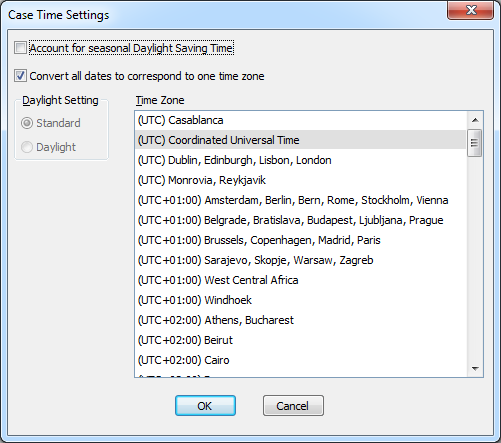 Case Time Settings
Account for seasonal Daylight Saving Time
Convert all dates to correspond to one time zone
Daylight Setting
Standard
Daylight
Time Zone
(UTC) Casablanca
(UTC) Coordinated Universal Time
(UTC) Dublin, Edinburgh, Lisbon, London
(UTC) Monrovia, Reykjavik
(UTC+01:00) Amsterdam, Berlin, Bern, Rome, Stockholm, Vienna
(UTC+01:00) Belgrade, Bratislava, Budapest, Ljubljana, Prague
(UTC+01:00) Brussels, Copenhagen, Madrid, Paris
(UTC+01:00) Sarajevo, Skopje, Warsaw, Zagreb
(UTC+01:00) West Central Africa
(UTC+01:00) Windhoek
(UTC+02:00) Athens, Bucharest
(UTC+02:00) Beirut
(UTC+02:00) Cairo
OK
Cancel